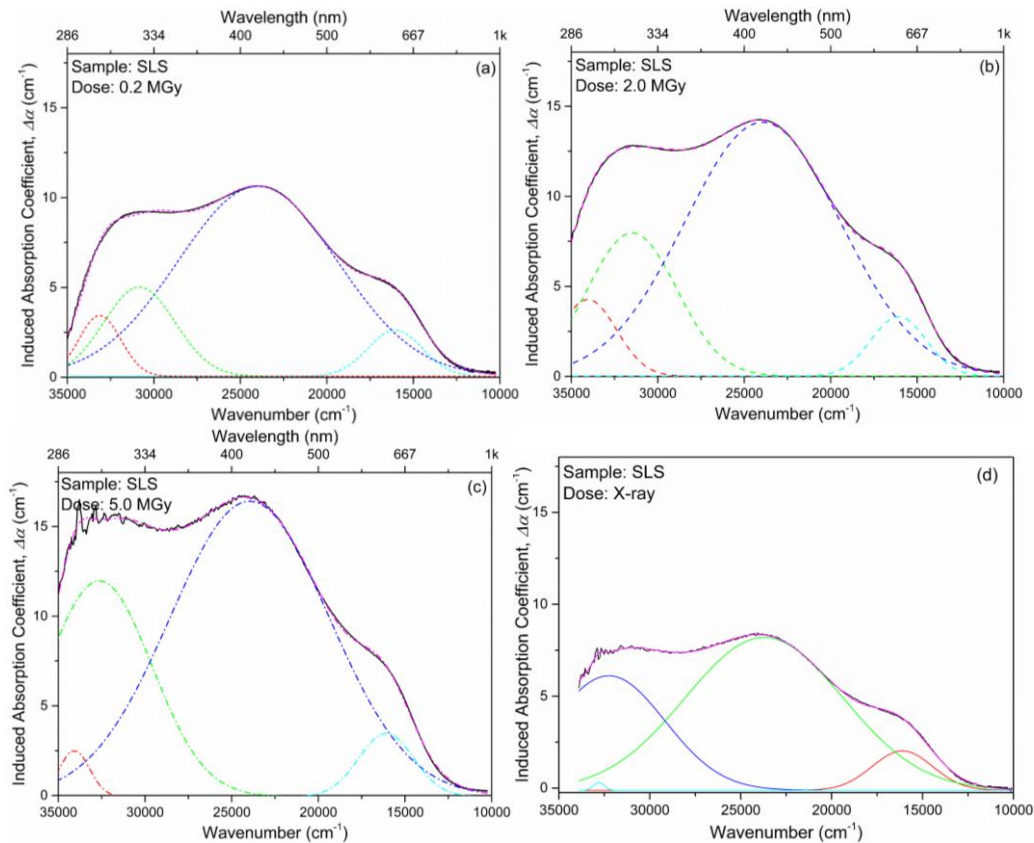 Wavelength (nm)
286 334 400 500 667 1k
Sample: SLS
Dose: 0.2 MGy
(a)
15
10
5
0
Induced Absorption Coefficient, Δα (cm⁻¹)
35000 30000 25000 20000 15000 10000
Wavenumber (cm⁻¹)
Wavelength (nm)
286 334 400 500 667 1k
Sample: SLS
Dose: 2.0 MGy
(b)
15
10
5
0
Induced Absorption Coefficient, Δα (cm⁻¹)
35000 30000 25000 20000 15000 10000
Wavenumber (cm⁻¹)
Wavelength (nm)
286 334 400 500 667 1k
Sample: SLS
Dose: 5.0 MGy
(c)
15
10
5
0
Induced Absorption Coefficient, Δα (cm⁻¹)
35000 30000 25000 20000 15000 10000
Wavenumber (cm⁻¹)
Sample: SLS
Dose: X-ray
(d)
15
10
5
0
Induced Absorption Coefficient, Δα (cm⁻¹)
35000 30000 25000 20000 15000 10000
Wavenumber (cm⁻¹)